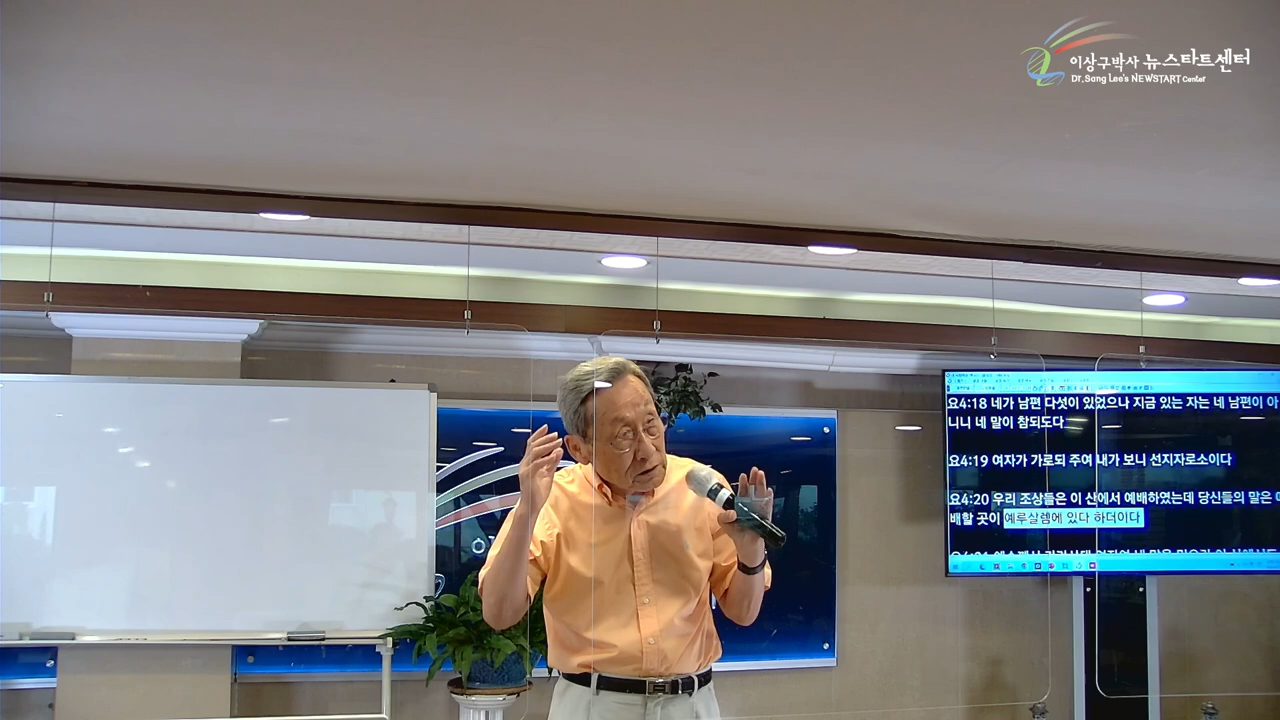 이상구박사 뉴스타트센터
Dr. Sang Lee's NEWSTART Center
요4:18 네가 남편 다섯이 있었으나 지금 있는 자는 네 남편이 아
니니 네 말이 참되도다
요4:19 여자가 가로되 주여 내가 보니 선지자로소이다
요4:20 우리 조상들은 이 산에서 예배하였는데 당신들의 말은
배할 곳이 예루살렘에 있다 하더이다